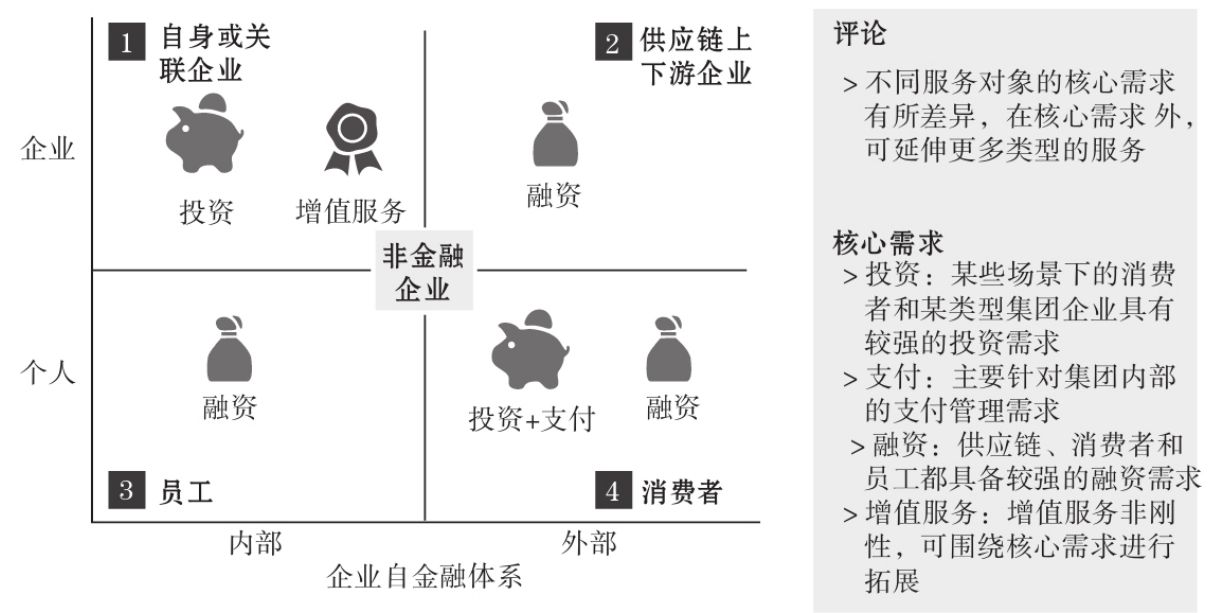 1 自身或关
联企业
投资
增值服务
2 供应链上
下游企业
融资
企业
非金融
企业
个人
融资
3 员工
投资+支付
融资
4 消费者
内部
外部
企业自金融体系
评论
> 不同服务对象的核心需求
有所差异，在核心需求 外，
可延伸更多类型的服务
核心需求
> 投资：某些场景下的消费
者和某类型集团企业具有
较强的投资需求
> 支付：主要针对集团内部
的支付管理需求
> 融资：供应链、消费者和
员工都具备较强的融资需求
> 增值服务：增值服务非刚
性，可围绕核心需求进行
拓展